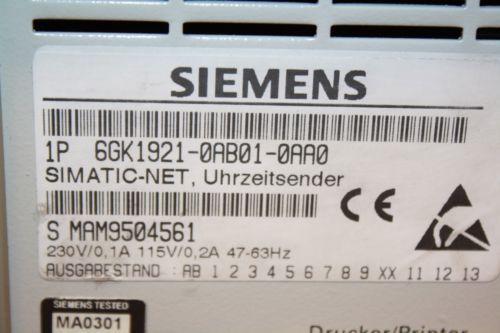 SIEMENS
1P 6GK1921-0AB01-0AA0
SIMATIC-NET, Uhrzeitsender
S MAM9504561
230V/0,1A 115V/0,2A 47-63Hz
AUSGABESTAND : AB 1 2 3 4 5 6 7 8 9 XX 11 12 13
SIEMENS TESTED
MA0301
Drucker/Printer